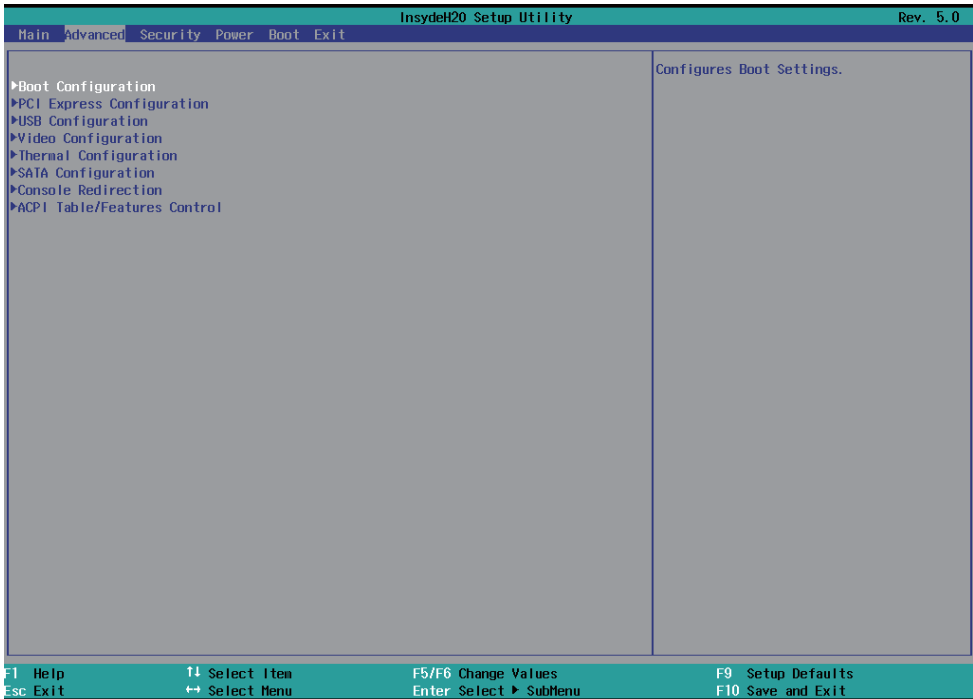 InsydeH20 Setup Utility Rev. 5.0
Main Advanced Security Power Boot Exit
Configures Boot Settings.
▶Boot Configuration
▶PCI Express Configuration
▶USB Configuration
▶Video Configuration
▶Thermal Configuration
▶SATA Configuration
▶Console Redirection
▶ACPI Table/Features Control
F1 Help ↑↓ Select Item F5/F6 Change Values F9 Setup Defaults
Esc Exit ↔ Select Menu Enter Select ▶ SubMenu F10 Save and Exit